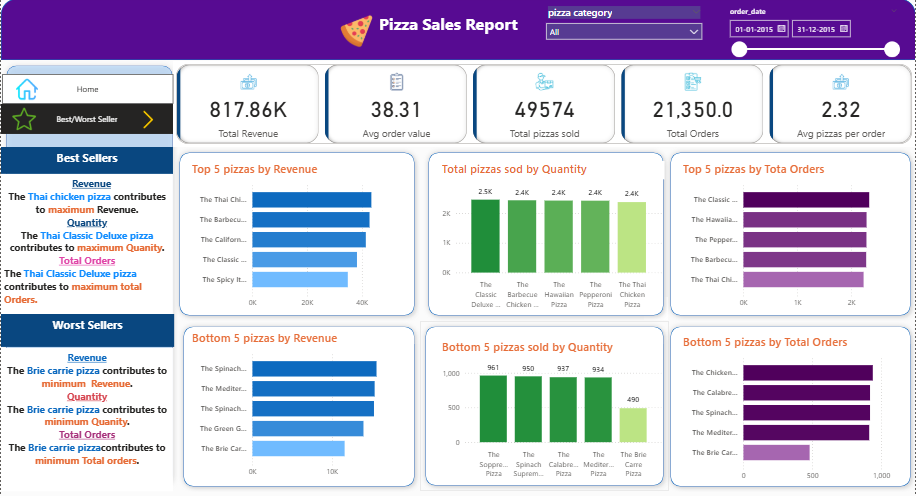 Pizza Sales Report
pizza category
All
order_date
01-01-2015
31-12-2015
Home
Best/Worst Seller
817.86K
Total Revenue
38.31
Avg order value
49574
Total pizzas sold
21,350.0
Total Orders
2.32
Avg pizzas per order
Best Sellers
Revenue
The Thai chicken pizza contributes
to maximum Revenue.
Quantity
The Thai Classic Deluxe pizza
contributes to maximum Quanity.
Total Orders
The Thai Classic Deluxe pizza
contributes to maximum total
Orders.
Worst Sellers
Revenue
The Brie carrie pizza contributes to
minimum Revenue.
Quantity
The Brie carrie pizza contributes to
minimum Quanity.
Total Orders
The Brie carrie pizzacontributes to
minimum Total orders.
Top 5 pizzas by Revenue
The Thai Chi...
The Barbecu...
The Californ...
The Classic ...
The Spicy It...
0K 20K 40K
Total pizzas sod by Quantity
2.5K 2.4K 2.4K 2.4K 2.4K
2K
1K
0K
The The The The The Thai
Classic Barbecue Hawaiian Pepperoni Chicken
Deluxe ... Chicken ... Pizza Pizza Pizza
Top 5 pizzas by Tota Orders
The Classic ...
The Hawaiia...
The Pepper...
The Barbecu...
The Thai Chi...
0K 1K 2K
Bottom 5 pizzas by Revenue
The Spinach...
The Mediter...
The Spinach...
The Green G...
The Brie Car...
0K 10K
Bottom 5 pizzas sold by Quantity
961 950 937 934 490
1,000
500
0
The The The The The Brie
Soppre... Spinach Calabre... Mediter... Carre
Pizza Suprem... Pizza Pizza Pizza
Bottom 5 pizzas by Total Orders
The Chicken...
The Calabre...
The Spinach...
The Mediter...
The Brie Car...
0 500 1,000